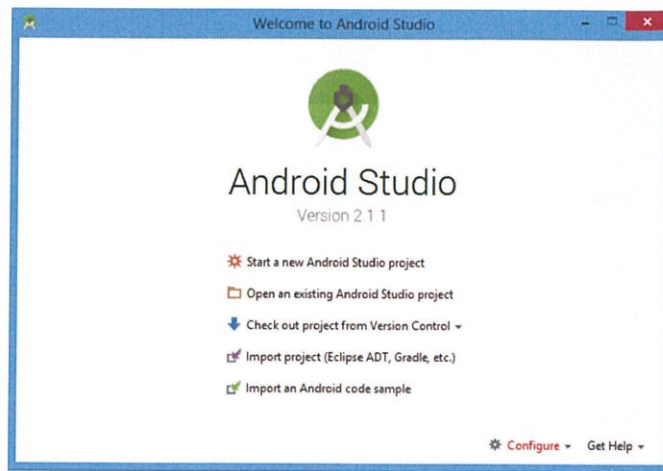 Welcome to Android Studio
Android Studio
Version 2.1.1
Start a new Android Studio project
Open an existing Android Studio project
Check out project from Version Control
Import project (Eclipse ADT, Gradle, etc.)
Import an Android code sample
Configure
Get Help